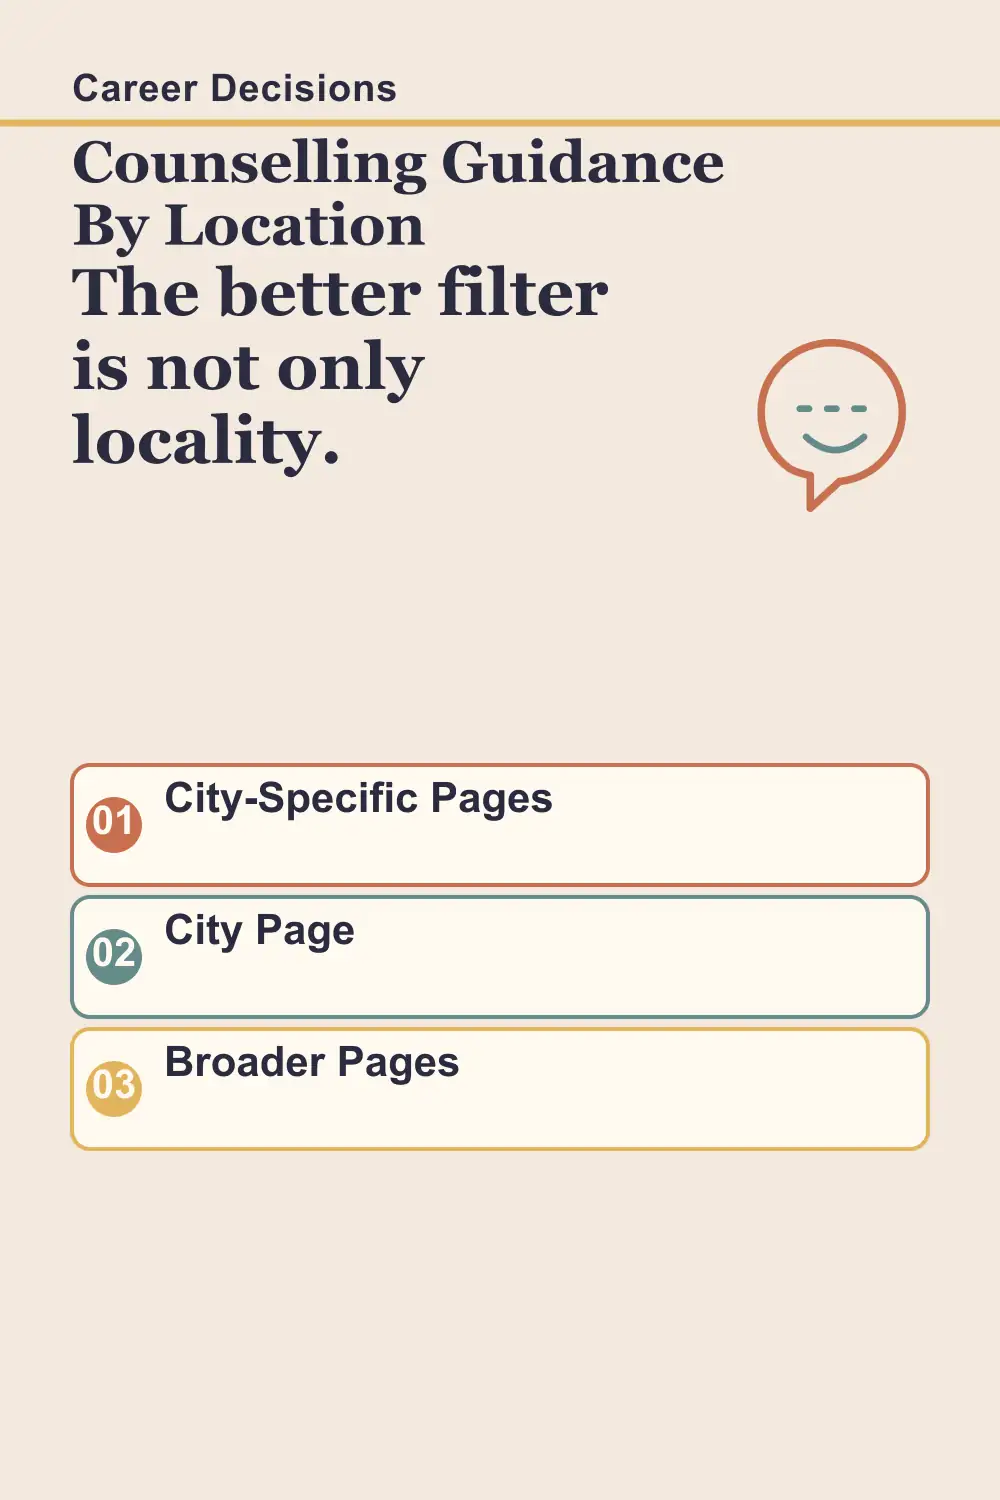 Career Decisions
Counselling Guidance
By Location
The better filter
is not only
locality.
01
City-Specific Pages
02
City Page
03
Broader Pages